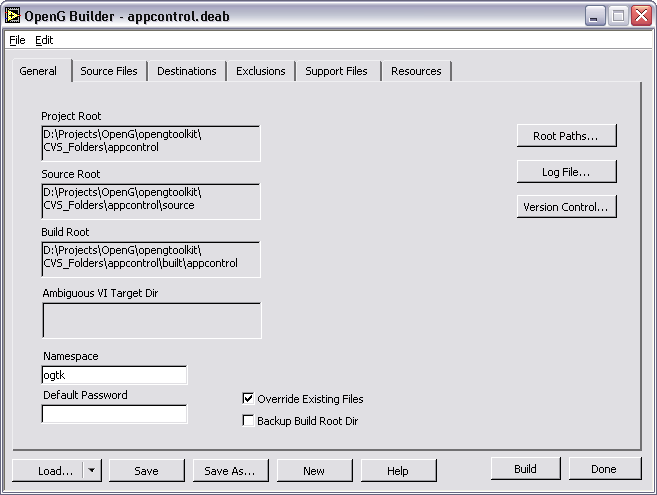 OpenG Builder - appcontrol.deab
File Edit
General Source Files Destinations Exclusions Support Files Resources
Project Root
D:\Projects\OpenG\opengtoolkit\
CVS_Folders\appcontrol
Root Paths...
Log File...
Version Control...
Source Root
D:\Projects\OpenG\opengtoolkit\
CVS_Folders\appcontrol\source
Build Root
D:\Projects\OpenG\opengtoolkit\
CVS_Folders\appcontrol\built\appcontrol
Ambiguous VI Target Dir
Namespace
ogtk
Default Password
Override Existing Files
Backup Build Root Dir
Load... Save Save As... New Help Build Done